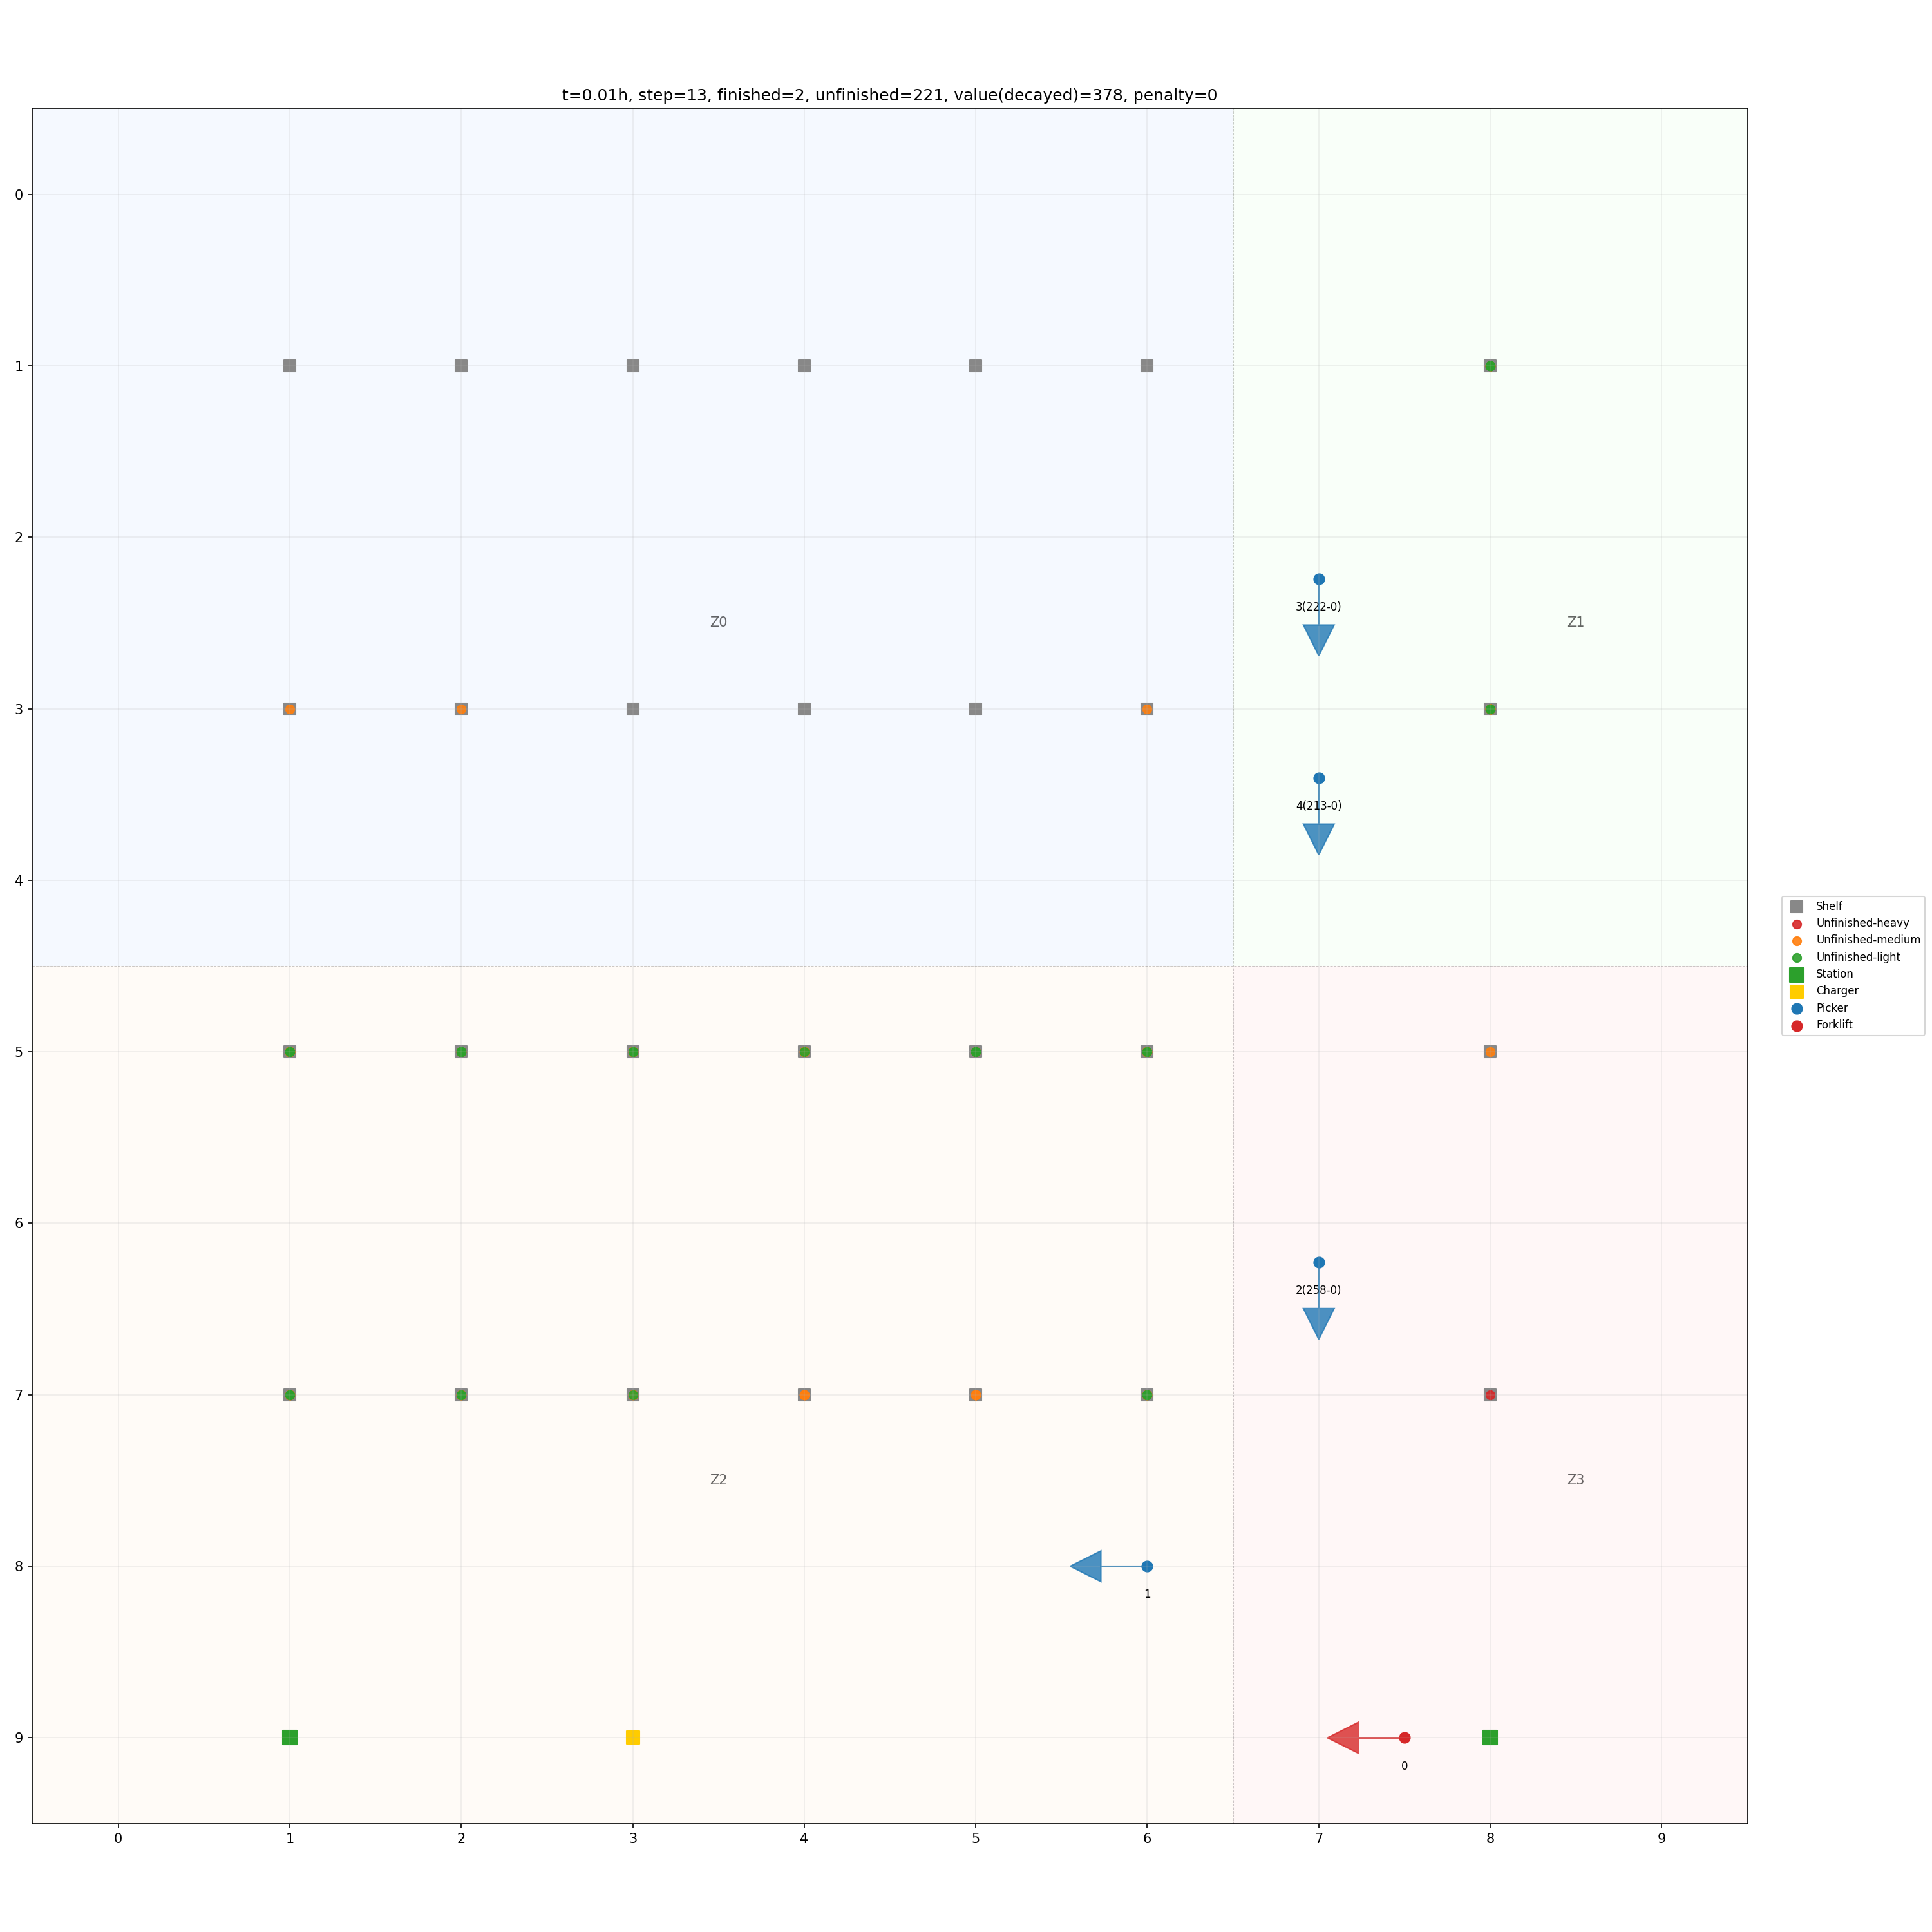 t=0.01h, step=13, finished=2, unfinished=221, value(decayed)=378, penalty=0
0
1
2
3(222-0)
Z0
Z1
3
4(213-0)
4
Shelf
Unfinished-heavy
Unfinished-medium
Unfinished-light
Station
Charger
Picker
Forklift
5
6
2(258-0)
7
Z2
Z3
8
1
9
0
0 1 2 3 4 5 6 7 8 9